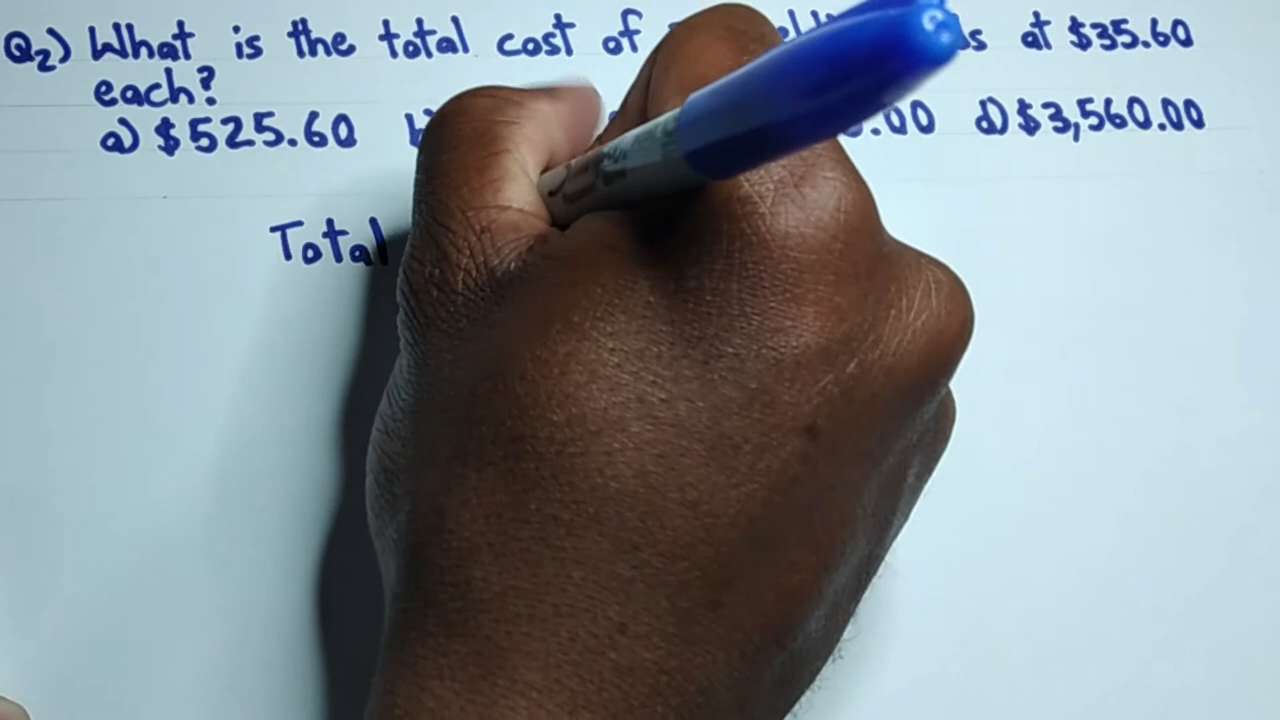 Q2) What is the total cost of at $35.60
each?
a) $525.60 d) $3,560.00
Total